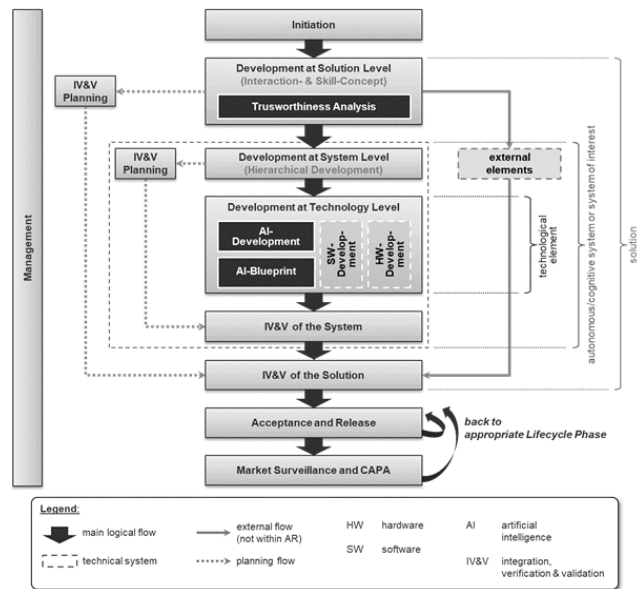 Management
Initiation
Development at Solution Level
(Interaction- & Skill-Concept)
Trusworthiness Analysis
IV&V
Planning
IV&V
Planning
Development at System Level
(Hierarchical Development)
external
elements
Development at Technology Level
AI-
Development
AI-Blueprint
SW-
Develop-
ment
HW-
Develop-
ment
technological
element
autonomous/cognitive system or system of interest
solution
IV&V of the System
IV&V of the Solution
Acceptance and Release
back to
appropriate Lifecycle Phase
Market Surveillance and CAPA
Legend:
main logical flow
technical system
external flow
(not within AR)
planning flow
HW hardware
SW software
AI artificial
intelligence
IV&V integration,
verification & validation